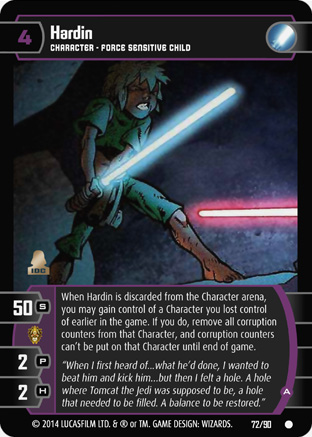 4
Hardin
CHARACTER - FORCE SENSITIVE CHILD
IDC
50 S
When Hardin is discarded from the Character arena,
you may gain control of a Character you lost control
of earlier in the game. If you do, remove all corruption
counters from that Character, and corruption counters
can't be put on that Character until end of game.
2 P
2 H
"When I first heard of...what he'd done, I wanted to
beat him and kick him...but then I felt a hole. A hole
where Tomcat the Jedi was supposed to be, a hole
that needed to be filled. A balance to be restored."
A
© 2014 LUCASFILM LTD. & ® or TM. GAME DESIGN: WIZARDS.
72/90